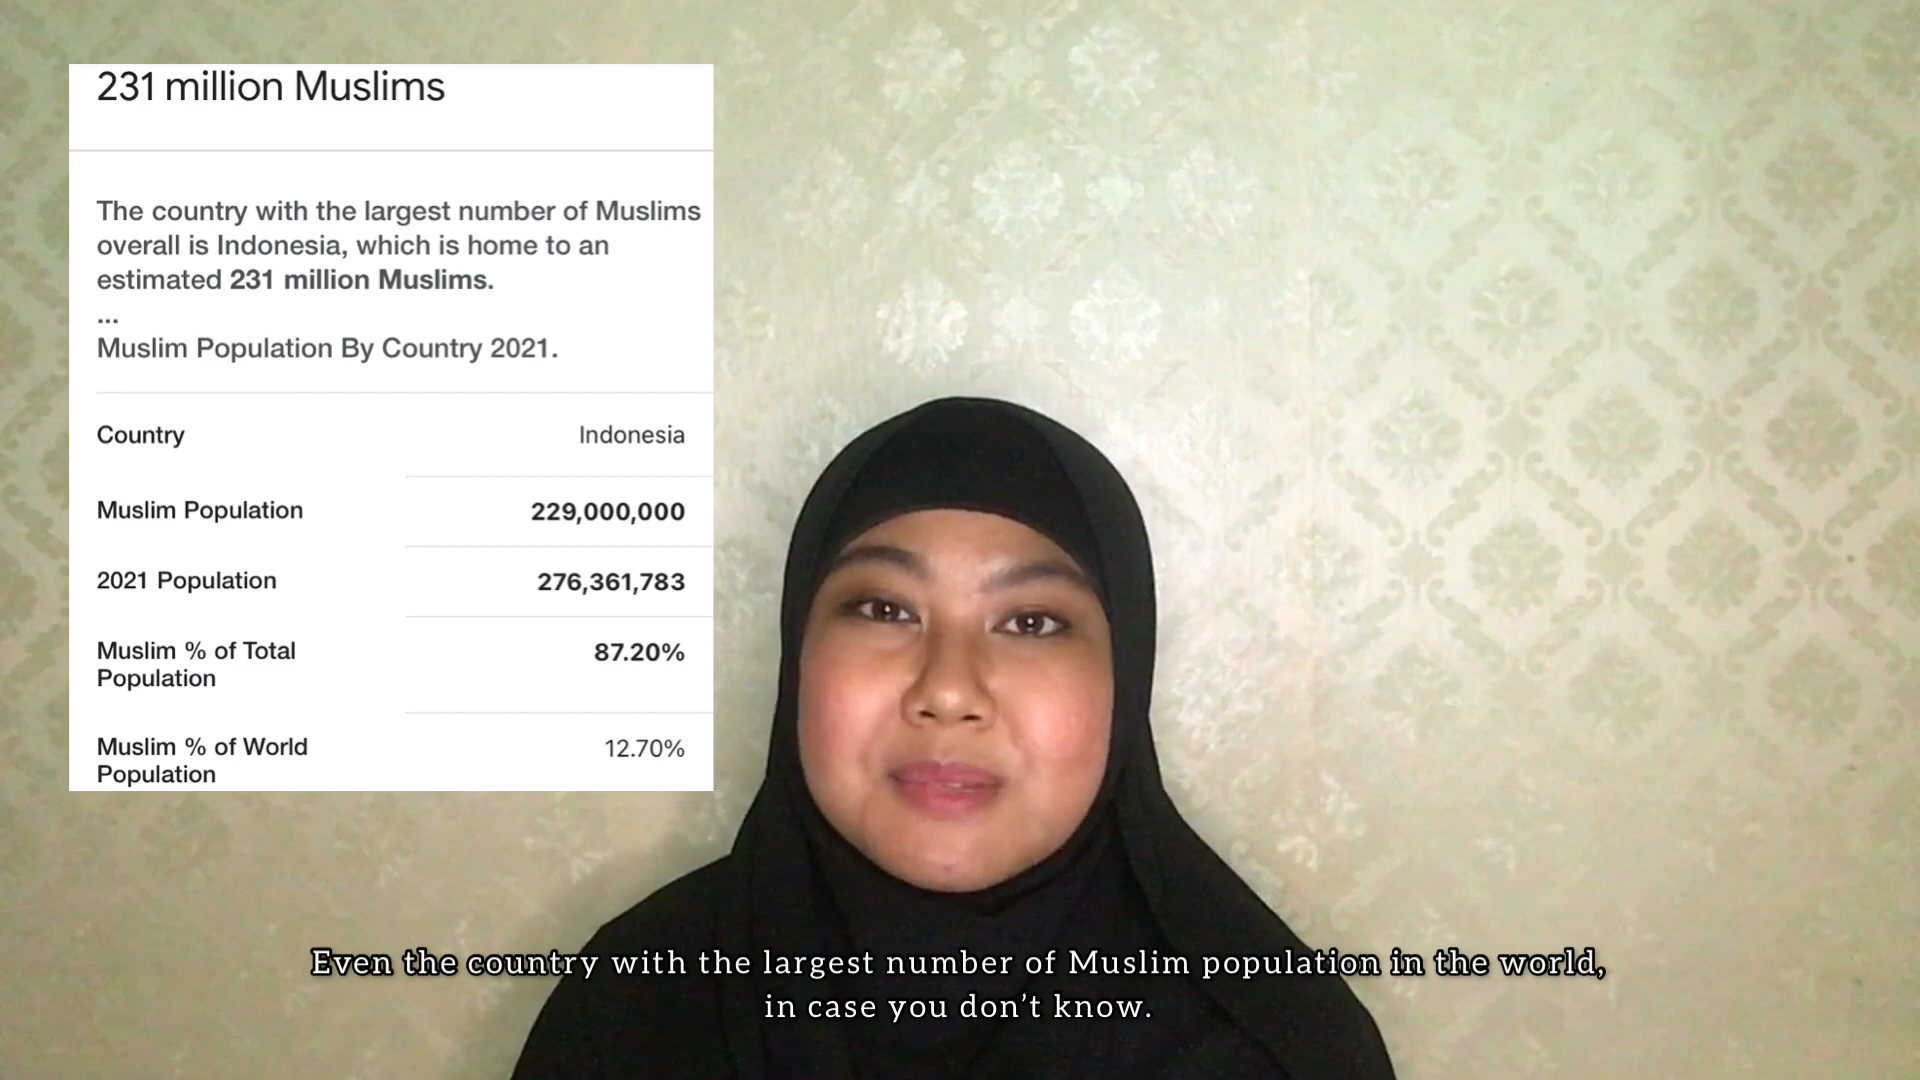 231 million Muslims
The country with the largest number of Muslims
overall is Indonesia, which is home to an
estimated 231 million Muslims.
...
Muslim Population By Country 2021.
Country Indonesia
Muslim Population 229,000,000
2021 Population 276,361,783
Muslim % of Total 87.20%
Population
Muslim % of World 12.70%
Population
Even the country with the largest number of Muslim population in the world,
in case you don't know.